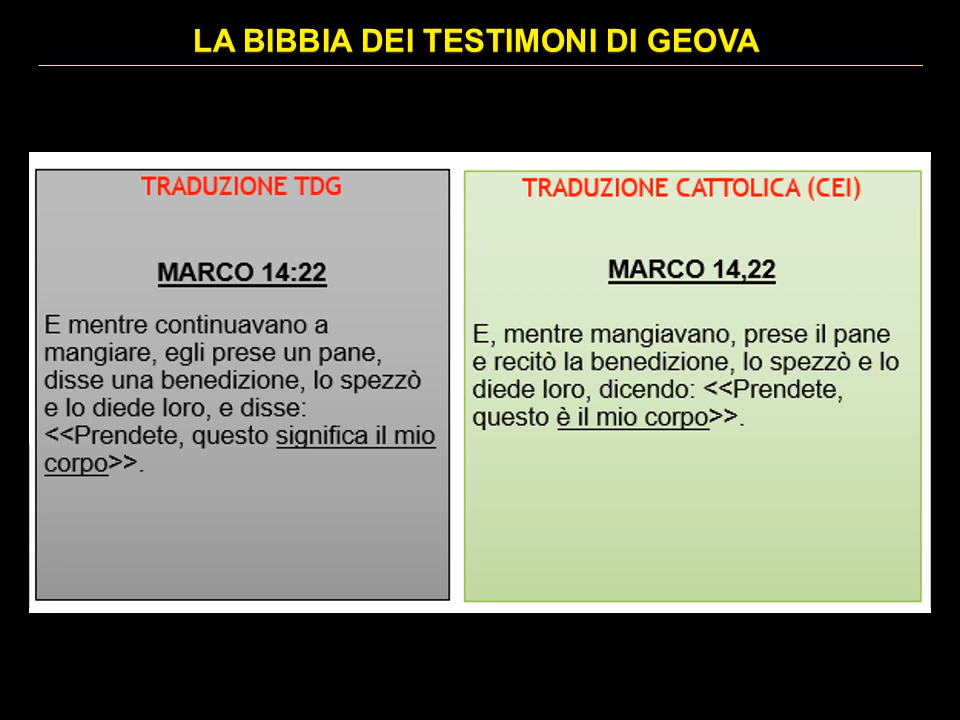 LA BIBBIA DEI TESTIMONI DI GEOVA
TRADUZIONE TDG
MARCO 14:22
E mentre continuavano a
mangiare, egli prese un pane,
disse una benedizione, lo spezzò
e lo diede loro, e disse:
<<Prendete, questo significa il mio
corpo>>.
TRADUZIONE CATTOLICA (CEI)
MARCO 14,22
E, mentre mangiavano, prese il pane
e recitò la benedizione, lo spezzò e lo
diede loro, dicendo: <<Prendete,
questo è il mio corpo>>.